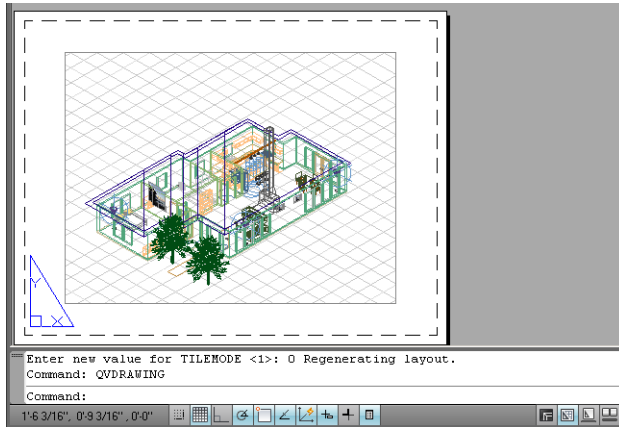 Y
X
Enter new value for TILEMODE <1>: 0 Regenerating layout.
Command: QVDRAWING
Command:
1'-6 3/16", 0'-9 3/16", 0'-0"